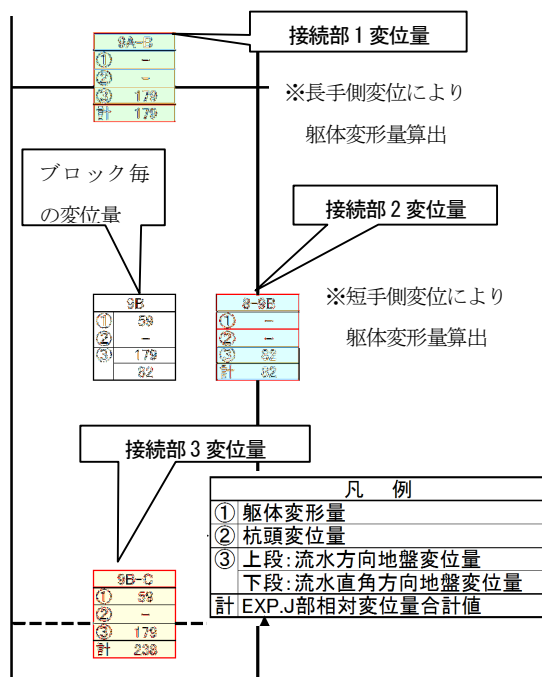 接続部1変位量
9A-B
① －
② －
③ 179
計 179
※長手側変位により
躯体変形量算出
ブロック毎
の変位量
接続部2変位量
9B
① 59
② －
③ 179
82
8-9B
① －
② －
③ 82
計 82
※短手側変位により
躯体変形量算出
接続部3変位量
9B-C
① 59
② －
③ 179
計 238
凡 例
① 躯体変形量
② 杭頭変位量
③ 上段:流水方向地盤変位量
下段:流水直角方向地盤変位量
計 EXP.J部相対変位量合計値